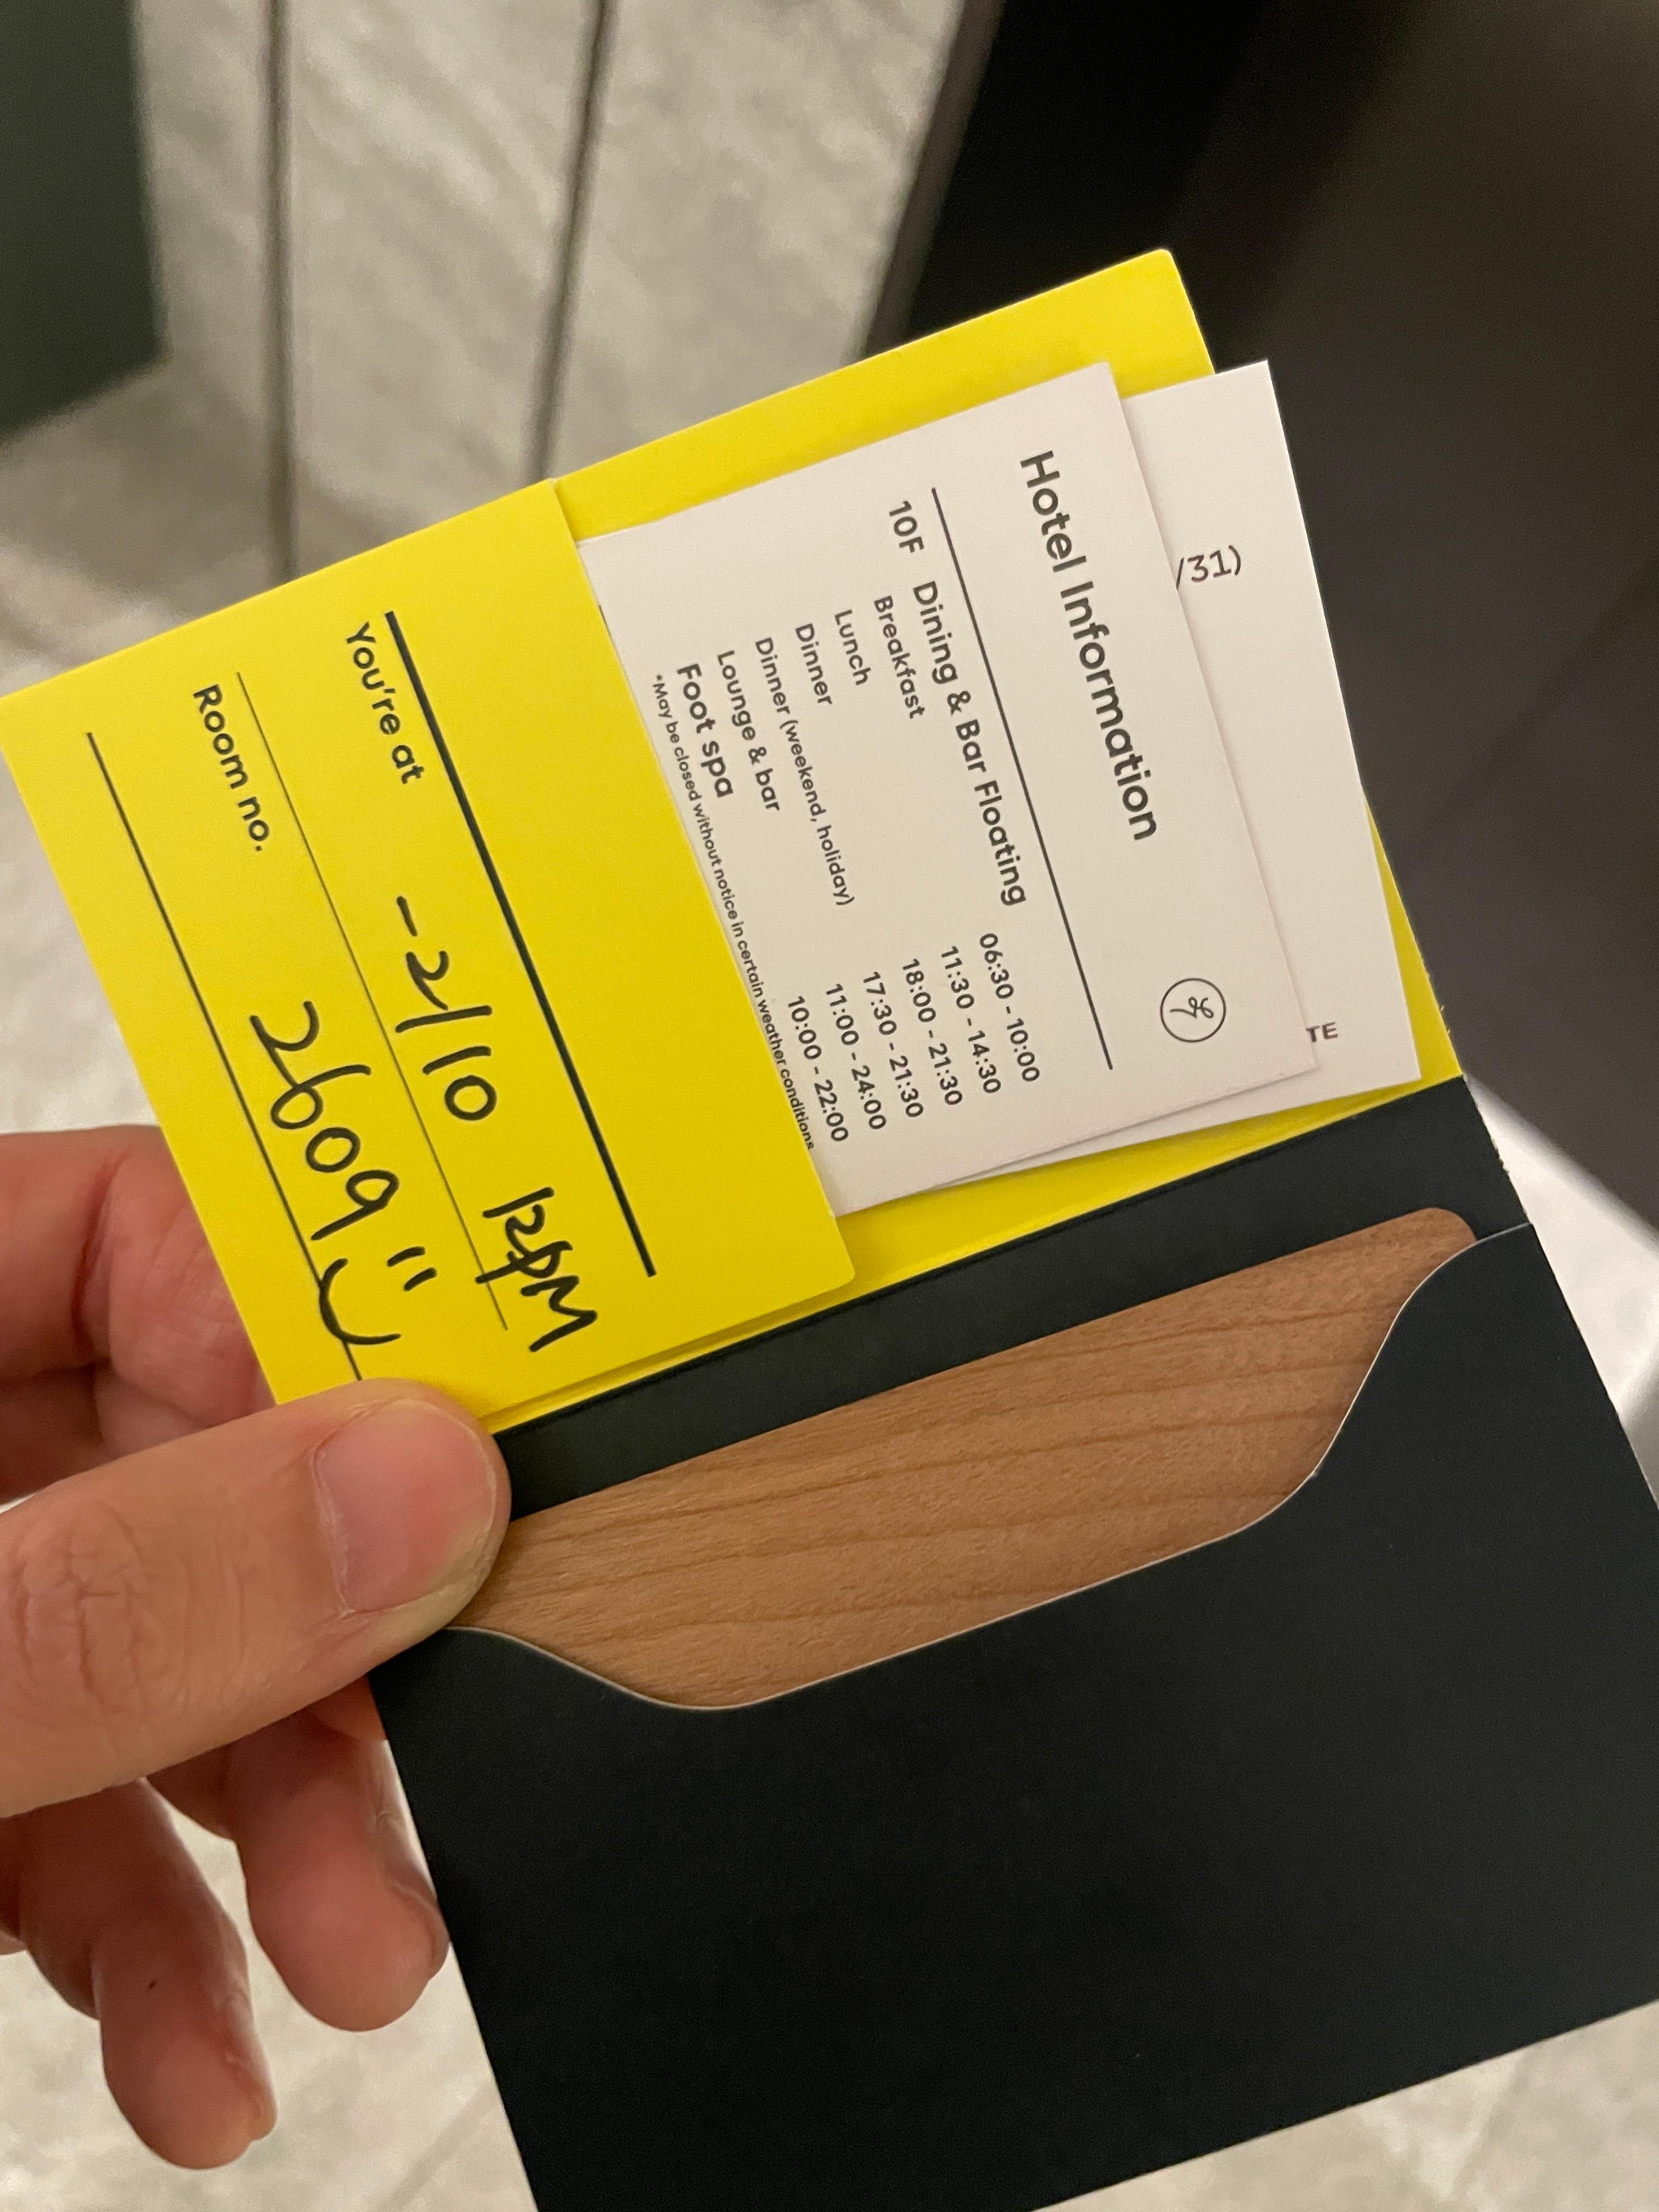 Hotel Information
10F Dining & Bar Floating
Breakfast 06:30 - 10:00
Lunch 11:30 - 14:30
Dinner 18:00 - 21:30
Dinner (weekend, holiday) 17:30 - 21:30
Lounge & bar 11:00 - 24:00
Foot spa 10:00 - 22:00
*May be closed without notice in certain weather conditions
/31)
TE
You're at -2/10 12PM
Room no. 2609